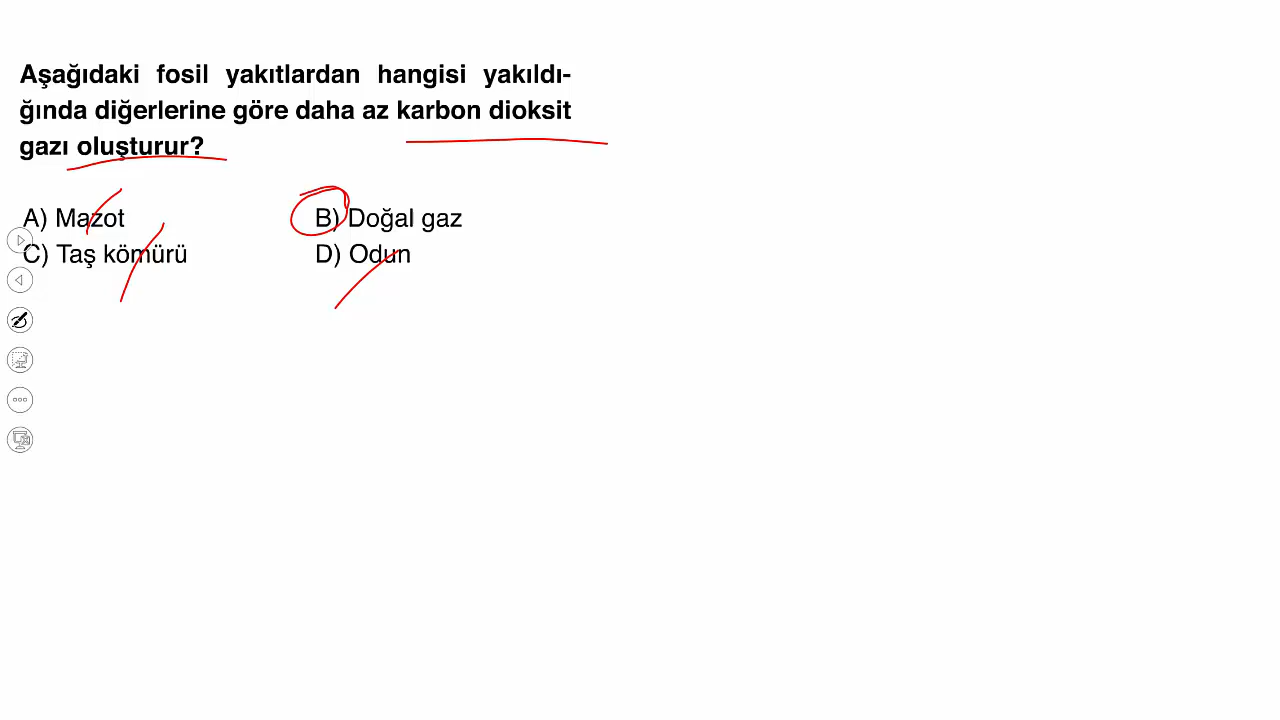 Aşağıdaki fosil yakıtlardan hangisi yakıldı-
ğında diğerlerine göre daha az karbon dioksit
gazı oluşturur?
A) Mazot B) Doğal gaz
C) Taş kömürü D) Odun